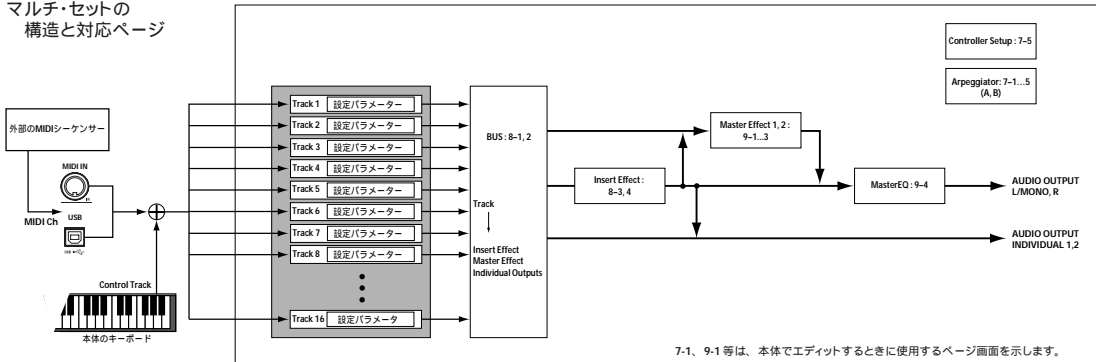 マルチ・セットの
構造と対応ページ
Controller Setup : 7–5
Arpeggiator: 7–1...5
(A, B)
外部のMIDIシーケンサー
MIDI IN
MIDI Ch
USB
Control Track
本体のキーボード
Track 1 設定パラメーター
Track 2 設定パラメーター
Track 3 設定パラメーター
Track 4 設定パラメーター
Track 5 設定パラメーター
Track 6 設定パラメーター
Track 7 設定パラメーター
Track 8 設定パラメーター
Track 16 設定パラメータ
BUS : 8–1, 2
Track
Insert Effect
Master Effect
Individual Outputs
Insert Effect :
8–3, 4
Master Effect 1, 2 :
9–1...3
MasterEQ : 9–4
AUDIO OUTPUT
L/MONO, R
AUDIO OUTPUT
INDIVIDUAL 1,2
7-1、9-1 等は、本体でエディットするときに使用するページ画面を示します。